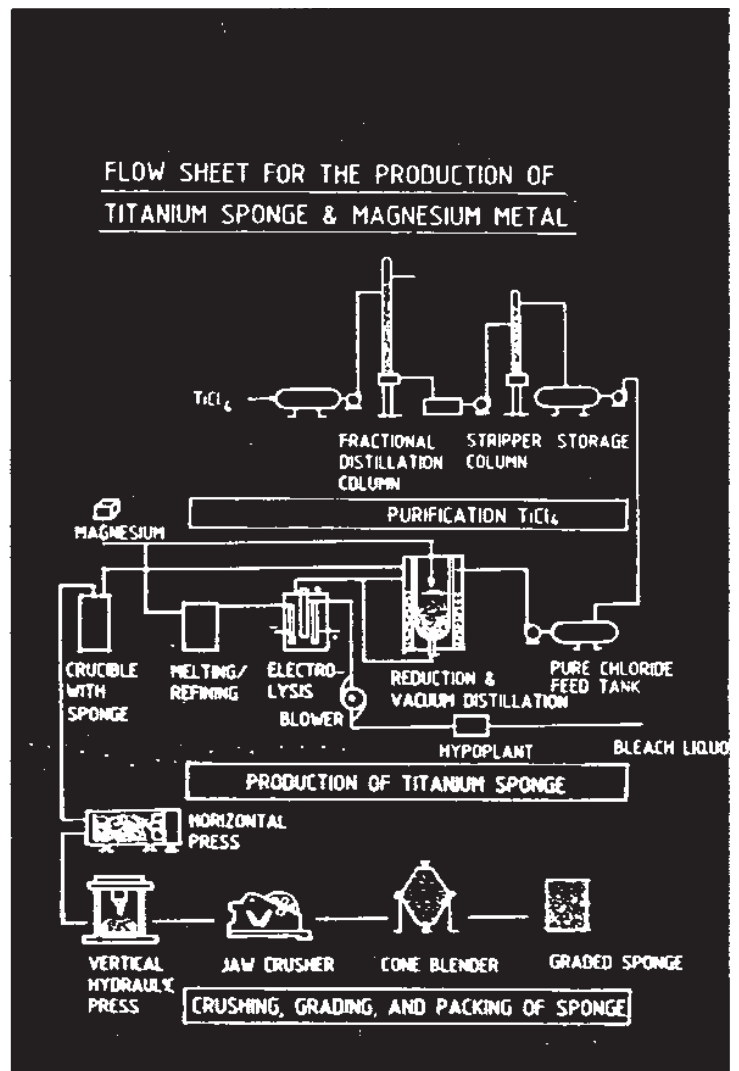 FLOW SHEET FOR THE PRODUCTION OF
TITANIUM SPONGE & MAGNESIUM METAL
TiCl4
FRACTIONAL
DISTILLATION
COLUMN
STRIPPER
COLUMN
STORAGE
PURIFICATION TiCl4
MAGNESIUM
CRUCIBLE
WITH
SPONGE
MELTING/
REFINING
ELECTRO-
LYSIS
BLOWER
REDUCTION &
VACUUM DISTILLATION
PURE CHLORIDE
FEED TANK
HYPOPLANT
BLEACH LIQUO
PRODUCTION OF TITANIUM SPONGE
HORIZONTAL
PRESS
VERTICAL
HYDRAULIC
PRESS
JAW CRUSHER
CONE BLENDER
GRADED SPONGE
CRUSHING, GRADING, AND PACKING OF SPONGE